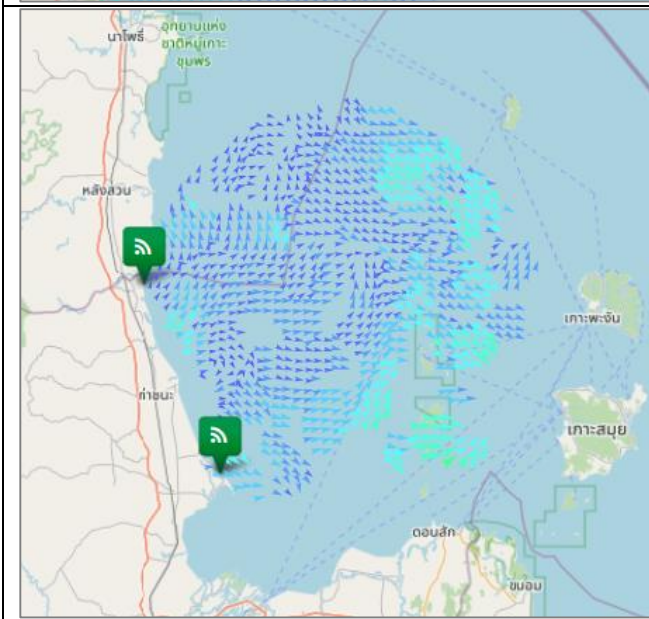 อุทยานแห่ง
ชาติหมู่เกาะ
ชุมพร
นาโพธิ์
หลังสวน
เกาะพะงัน
ท่าชนะ
เกาะสมุย
ดอนสัก
ขนอม